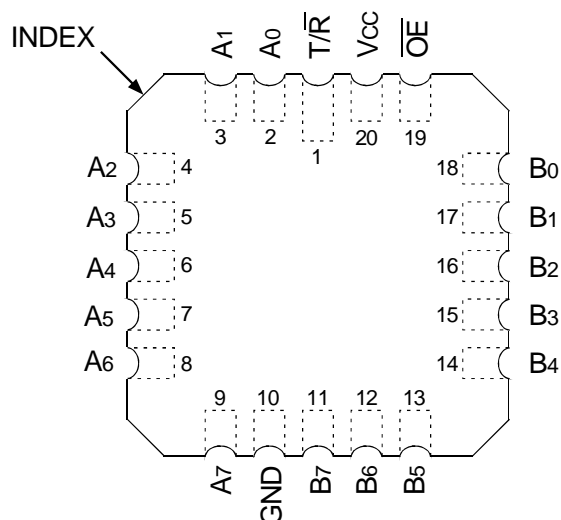 INDEX
A1 A0 T/R̅ VCC O̅E̅
3 2 1 20 19
A2 4 18 B0
A3 5 17 B1
A4 6 16 B2
A5 7 15 B3
A6 8 14 B4
9 10 11 12 13
A7 GND B7 B6 B5